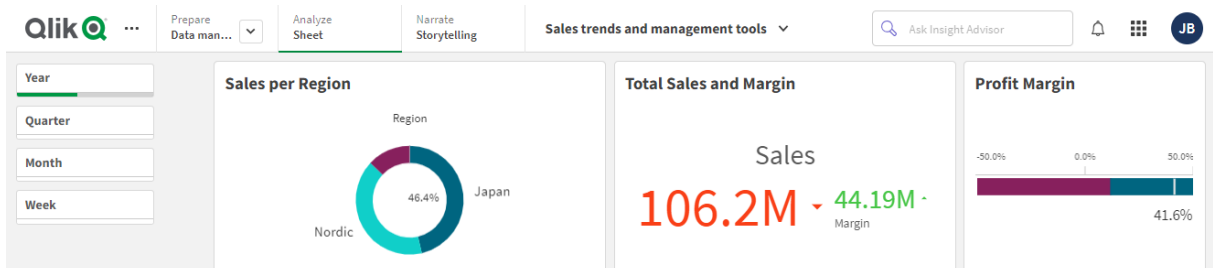 Qlik
Prepare
Data man...
Analyze
Sheet
Narrate
Storytelling
Sales trends and management tools
Ask Insight Advisor
JB
Year
Quarter
Month
Week
Sales per Region
Region
46.4%
Japan
Nordic
Total Sales and Margin
Sales
106.2M
44.19M
Margin
Profit Margin
-50.0% 0.0% 50.0%
41.6%